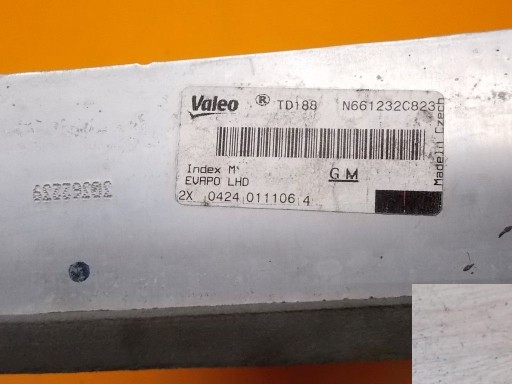 Valeo ® TD188 N661232C823
Index M'
EVAPO LHD
GM
2X 0424 011106 4
Made in Czech